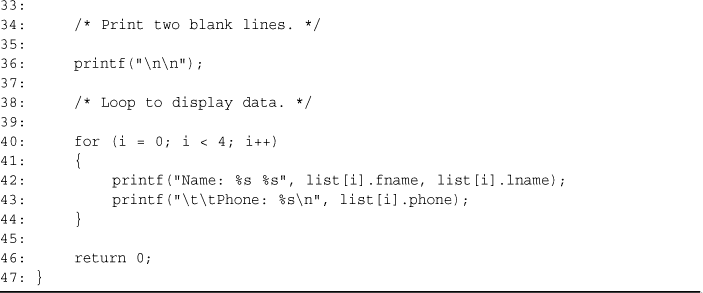 33:
34:     /* Print two blank lines. */
35:
36:     printf("\n\n");
37:
38:     /* Loop to display data. */
39:
40:     for (i = 0; i < 4; i++)
41:     {
42:         printf("Name: %s %s", list[i].fname, list[i].lname);
43:         printf("\t\tPhone: %s\n", list[i].phone);
44:     }
45:
46:     return 0;
47: }